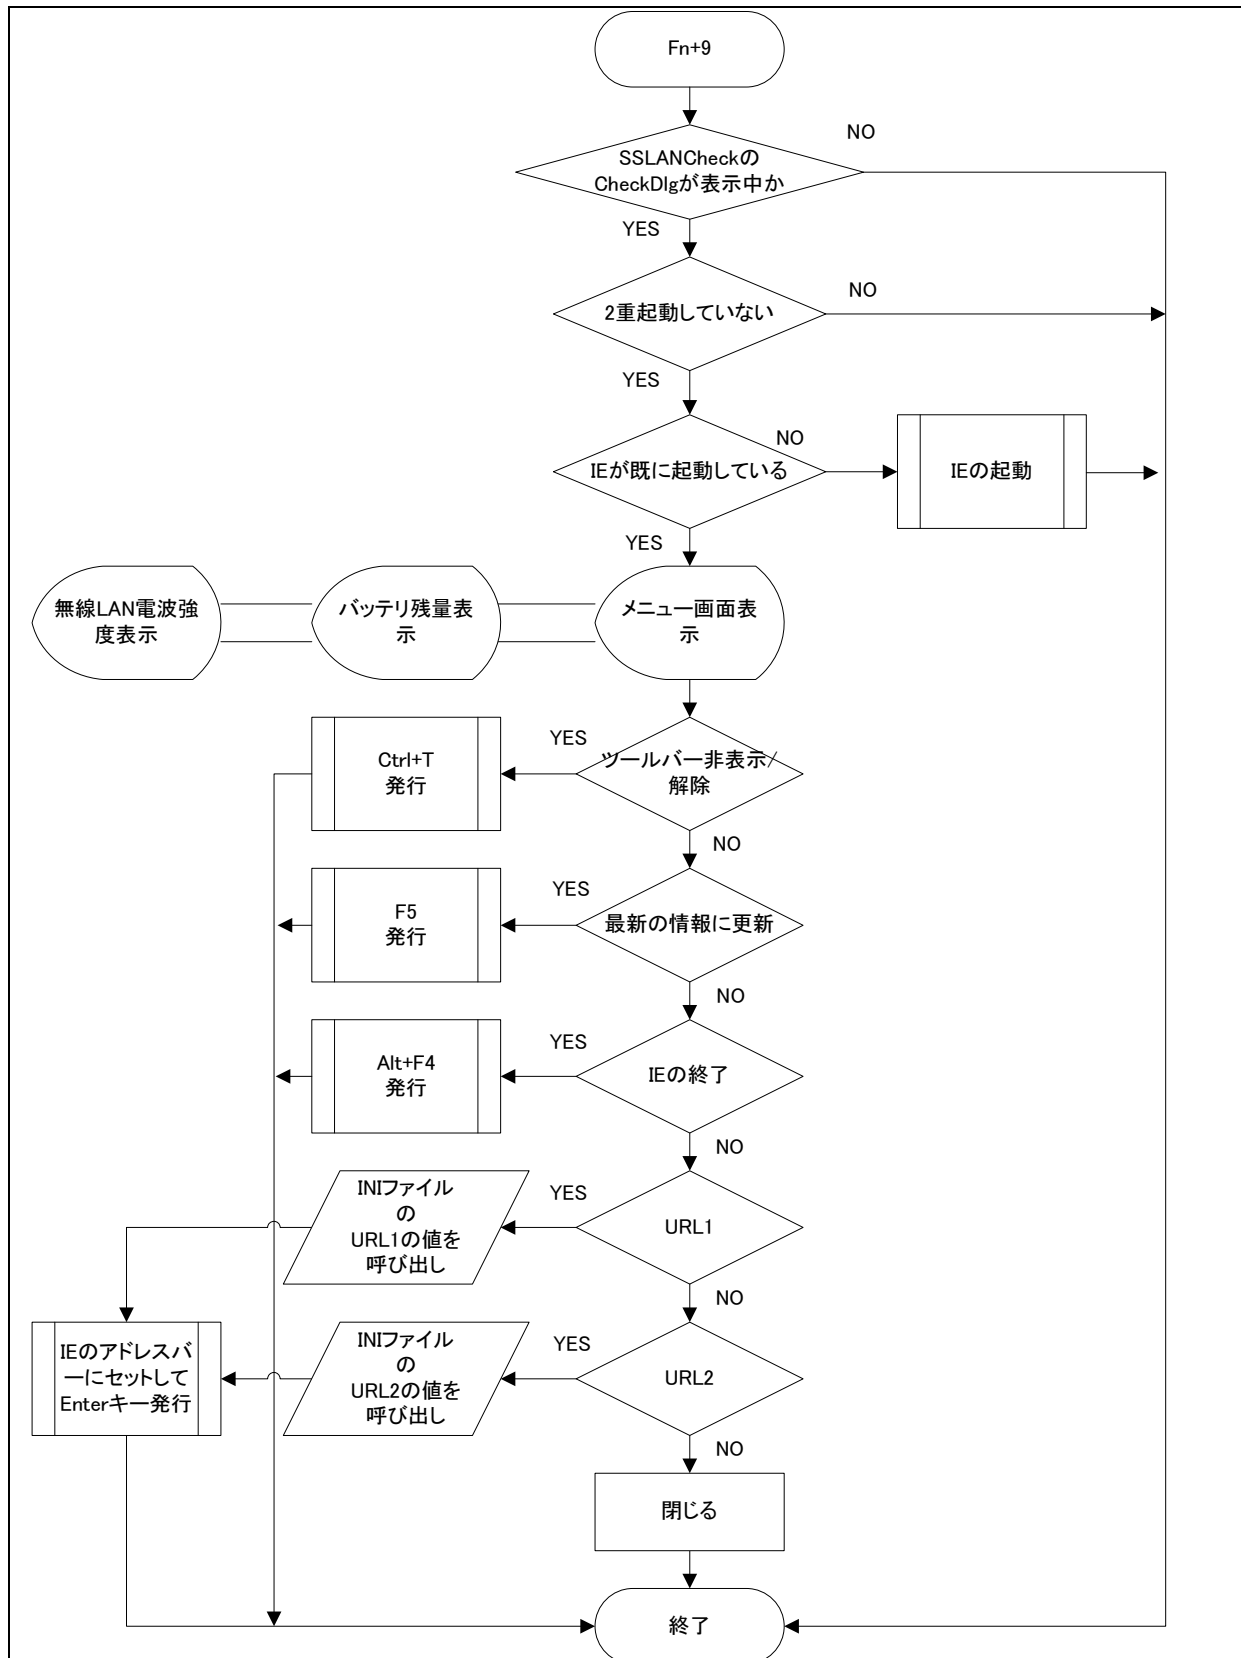 Fn+9
SSLANCheckの
CheckDlgが表示中か
NO
YES
2重起動していない
NO
YES
IEが既に起動している
NO
IEの起動
YES
無線LAN電波強
度表示
バッテリ残量表
示
メニュー画面表
示
Ctrl+T
発行
YES
ツールバー非表示/
解除
NO
F5
発行
YES
最新の情報に更新
NO
Alt+F4
発行
YES
IEの終了
NO
INIファイル
の
URL1の値を
呼び出し
YES
URL1
NO
IEのアドレスバ
ーにセットして
Enterキー発行
INIファイル
の
URL2の値を
呼び出し
YES
URL2
NO
閉じる
終了